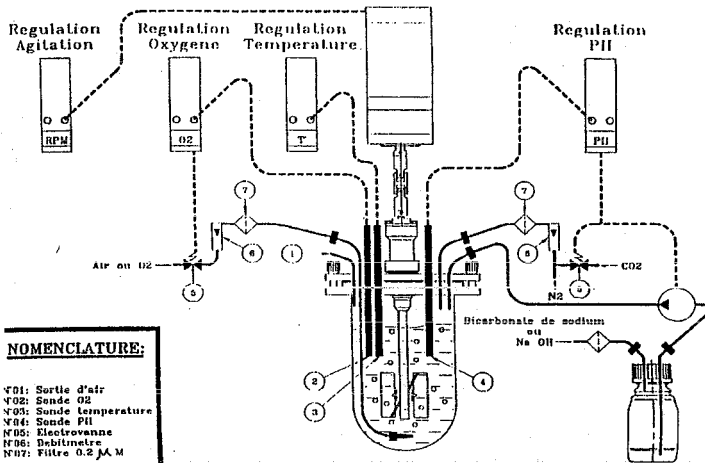 Regulation
Agitation
Regulation
Oxygene
Regulation
Temperature
Regulation
PH
RPM
O2
T°
PH
7
7
6
6
1
Air ou O2
5
5
CO2
N2
Bicarbonate de sodium
ou
Na OH
2
3
4
NOMENCLATURE:
N°01: Sortie d'air
N°02: Sonde O2
N°03: Sonde temperature
N°04: Sonde PH
N°05: Electrovanne
N°06: Debitmetre
N°07: Filtre 0.2 µM